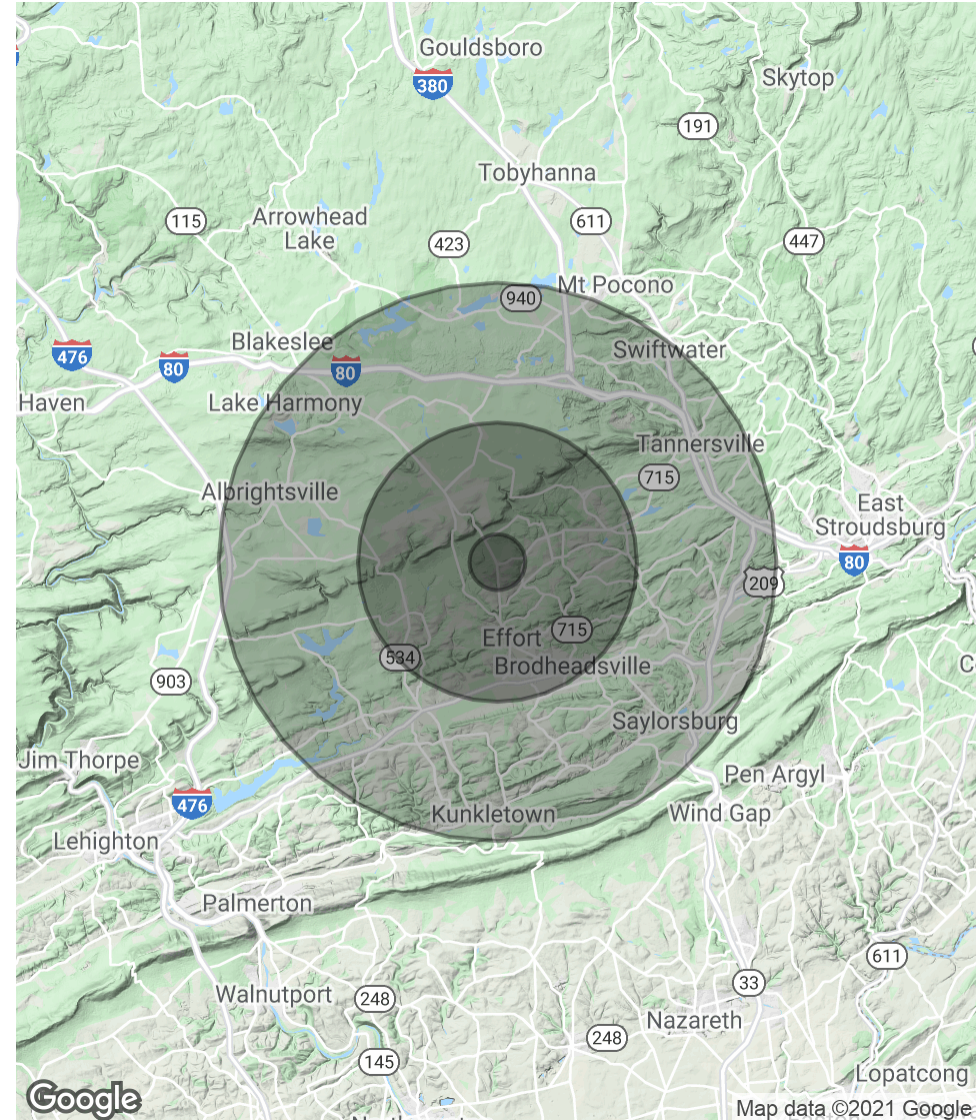 Gouldsboro
380
Skytop
191
Tobyhanna
115
Arrowhead
Lake
611
423
447
Mt Pocono
940
Blakeslee
476
80
80
Swiftwater
Haven
Lake Harmony
Tannersville
715
Albrightsville
East
Stroudsburg
80
209
Effort
715
534
Brodheadsville
903
Saylorsburg
Jim Thorpe
Pen Argyl
476
Kunkletown
Wind Gap
Lehighton
Palmerton
611
Walnutport
248
33
Nazareth
248
145
Lopatcong
Google
Map data ©2021 Google